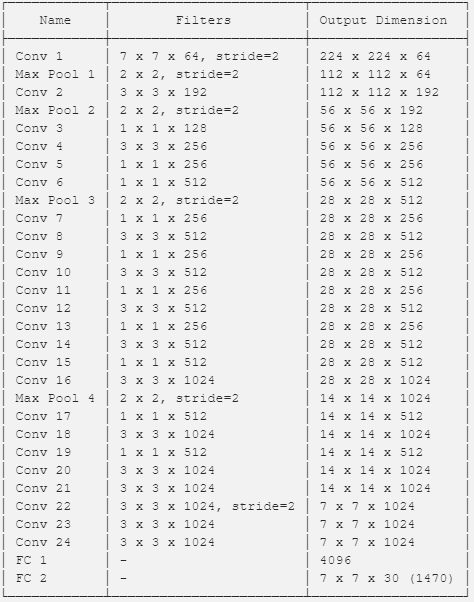 Name Filters Output Dimension
Conv 1 7 x 7 x 64, stride=2 224 x 224 x 64
Max Pool 1 2 x 2, stride=2 112 x 112 x 64
Conv 2 3 x 3 x 192 112 x 112 x 192
Max Pool 2 2 x 2, stride=2 56 x 56 x 192
Conv 3 1 x 1 x 128 56 x 56 x 128
Conv 4 3 x 3 x 256 56 x 56 x 256
Conv 5 1 x 1 x 256 56 x 56 x 256
Conv 6 1 x 1 x 512 56 x 56 x 512
Max Pool 3 2 x 2, stride=2 28 x 28 x 512
Conv 7 1 x 1 x 256 28 x 28 x 256
Conv 8 3 x 3 x 512 28 x 28 x 512
Conv 9 1 x 1 x 256 28 x 28 x 256
Conv 10 3 x 3 x 512 28 x 28 x 512
Conv 11 1 x 1 x 256 28 x 28 x 256
Conv 12 3 x 3 x 512 28 x 28 x 512
Conv 13 1 x 1 x 256 28 x 28 x 256
Conv 14 3 x 3 x 512 28 x 28 x 512
Conv 15 1 x 1 x 512 28 x 28 x 512
Conv 16 3 x 3 x 1024 28 x 28 x 1024
Max Pool 4 2 x 2, stride=2 14 x 14 x 1024
Conv 17 1 x 1 x 512 14 x 14 x 512
Conv 18 3 x 3 x 1024 14 x 14 x 1024
Conv 19 1 x 1 x 512 14 x 14 x 512
Conv 20 3 x 3 x 1024 14 x 14 x 1024
Conv 21 3 x 3 x 1024 14 x 14 x 1024
Conv 22 3 x 3 x 1024, stride=2 7 x 7 x 1024
Conv 23 3 x 3 x 1024 7 x 7 x 1024
Conv 24 3 x 3 x 1024 7 x 7 x 1024
FC 1 - 4096
FC 2 - 7 x 7 x 30 (1470)